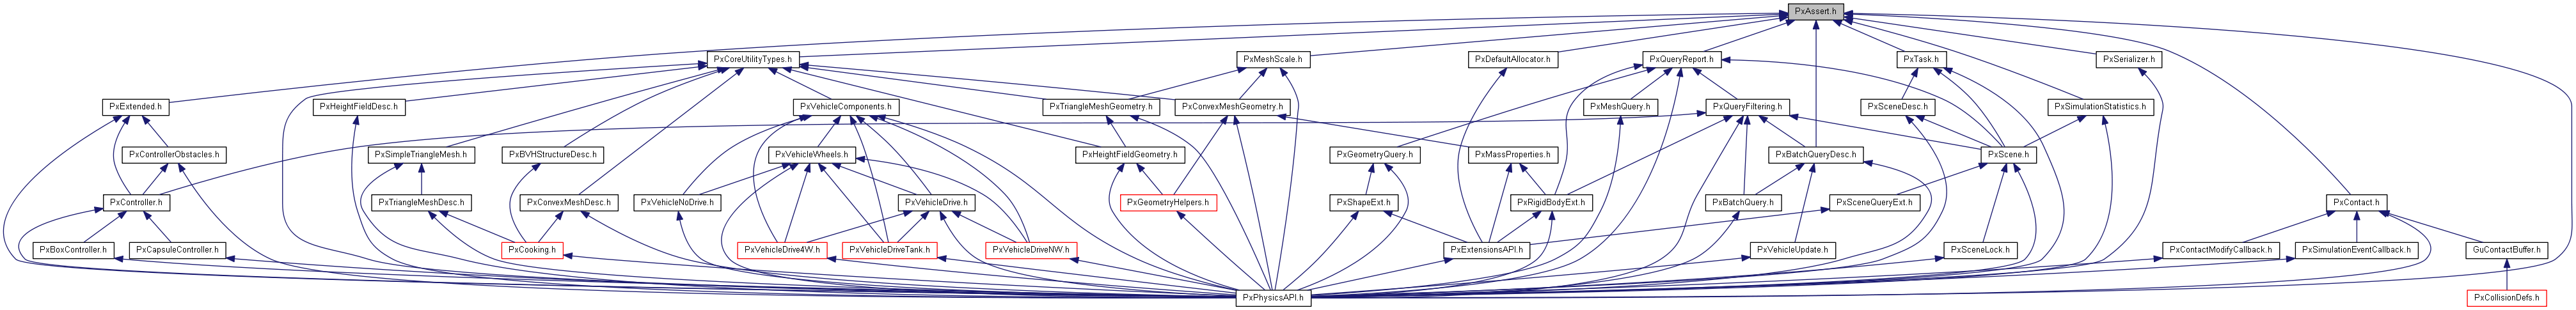 PxAssert.h
PxCoreUtilityTypes.h
PxMeshScale.h
PxDefaultAllocator.h
PxQueryReport.h
PxTask.h
PxSerializer.h
PxExtended.h
PxHeightFieldDesc.h
PxVehicleComponents.h
PxTriangleMeshGeometry.h
PxConvexMeshGeometry.h
PxMeshQuery.h
PxQueryFiltering.h
PxSceneDesc.h
PxSimulationStatistics.h
PxControllerObstacles.h
PxSimpleTriangleMesh.h
PxBVHStructureDesc.h
PxVehicleWheels.h
PxHeightFieldGeometry.h
PxGeometryQuery.h
PxMassProperties.h
PxBatchQueryDesc.h
PxScene.h
PxController.h
PxTriangleMeshDesc.h
PxConvexMeshDesc.h
PxVehicleNoDrive.h
PxVehicleDrive.h
PxGeometryHelpers.h
PxShapeExt.h
PxRigidBodyExt.h
PxBatchQuery.h
PxSceneQueryExt.h
PxContact.h
PxBoxController.h
PxCapsuleController.h
PxCooking.h
PxVehicleDrive4W.h
PxVehicleDriveTank.h
PxVehicleDriveNW.h
PxExtensionsAPI.h
PxVehicleUpdate.h
PxSceneLock.h
PxContactModifyCallback.h
PxSimulationEventCallback.h
GuContactBuffer.h
PxPhysicsAPI.h
PxCollisionDefs.h